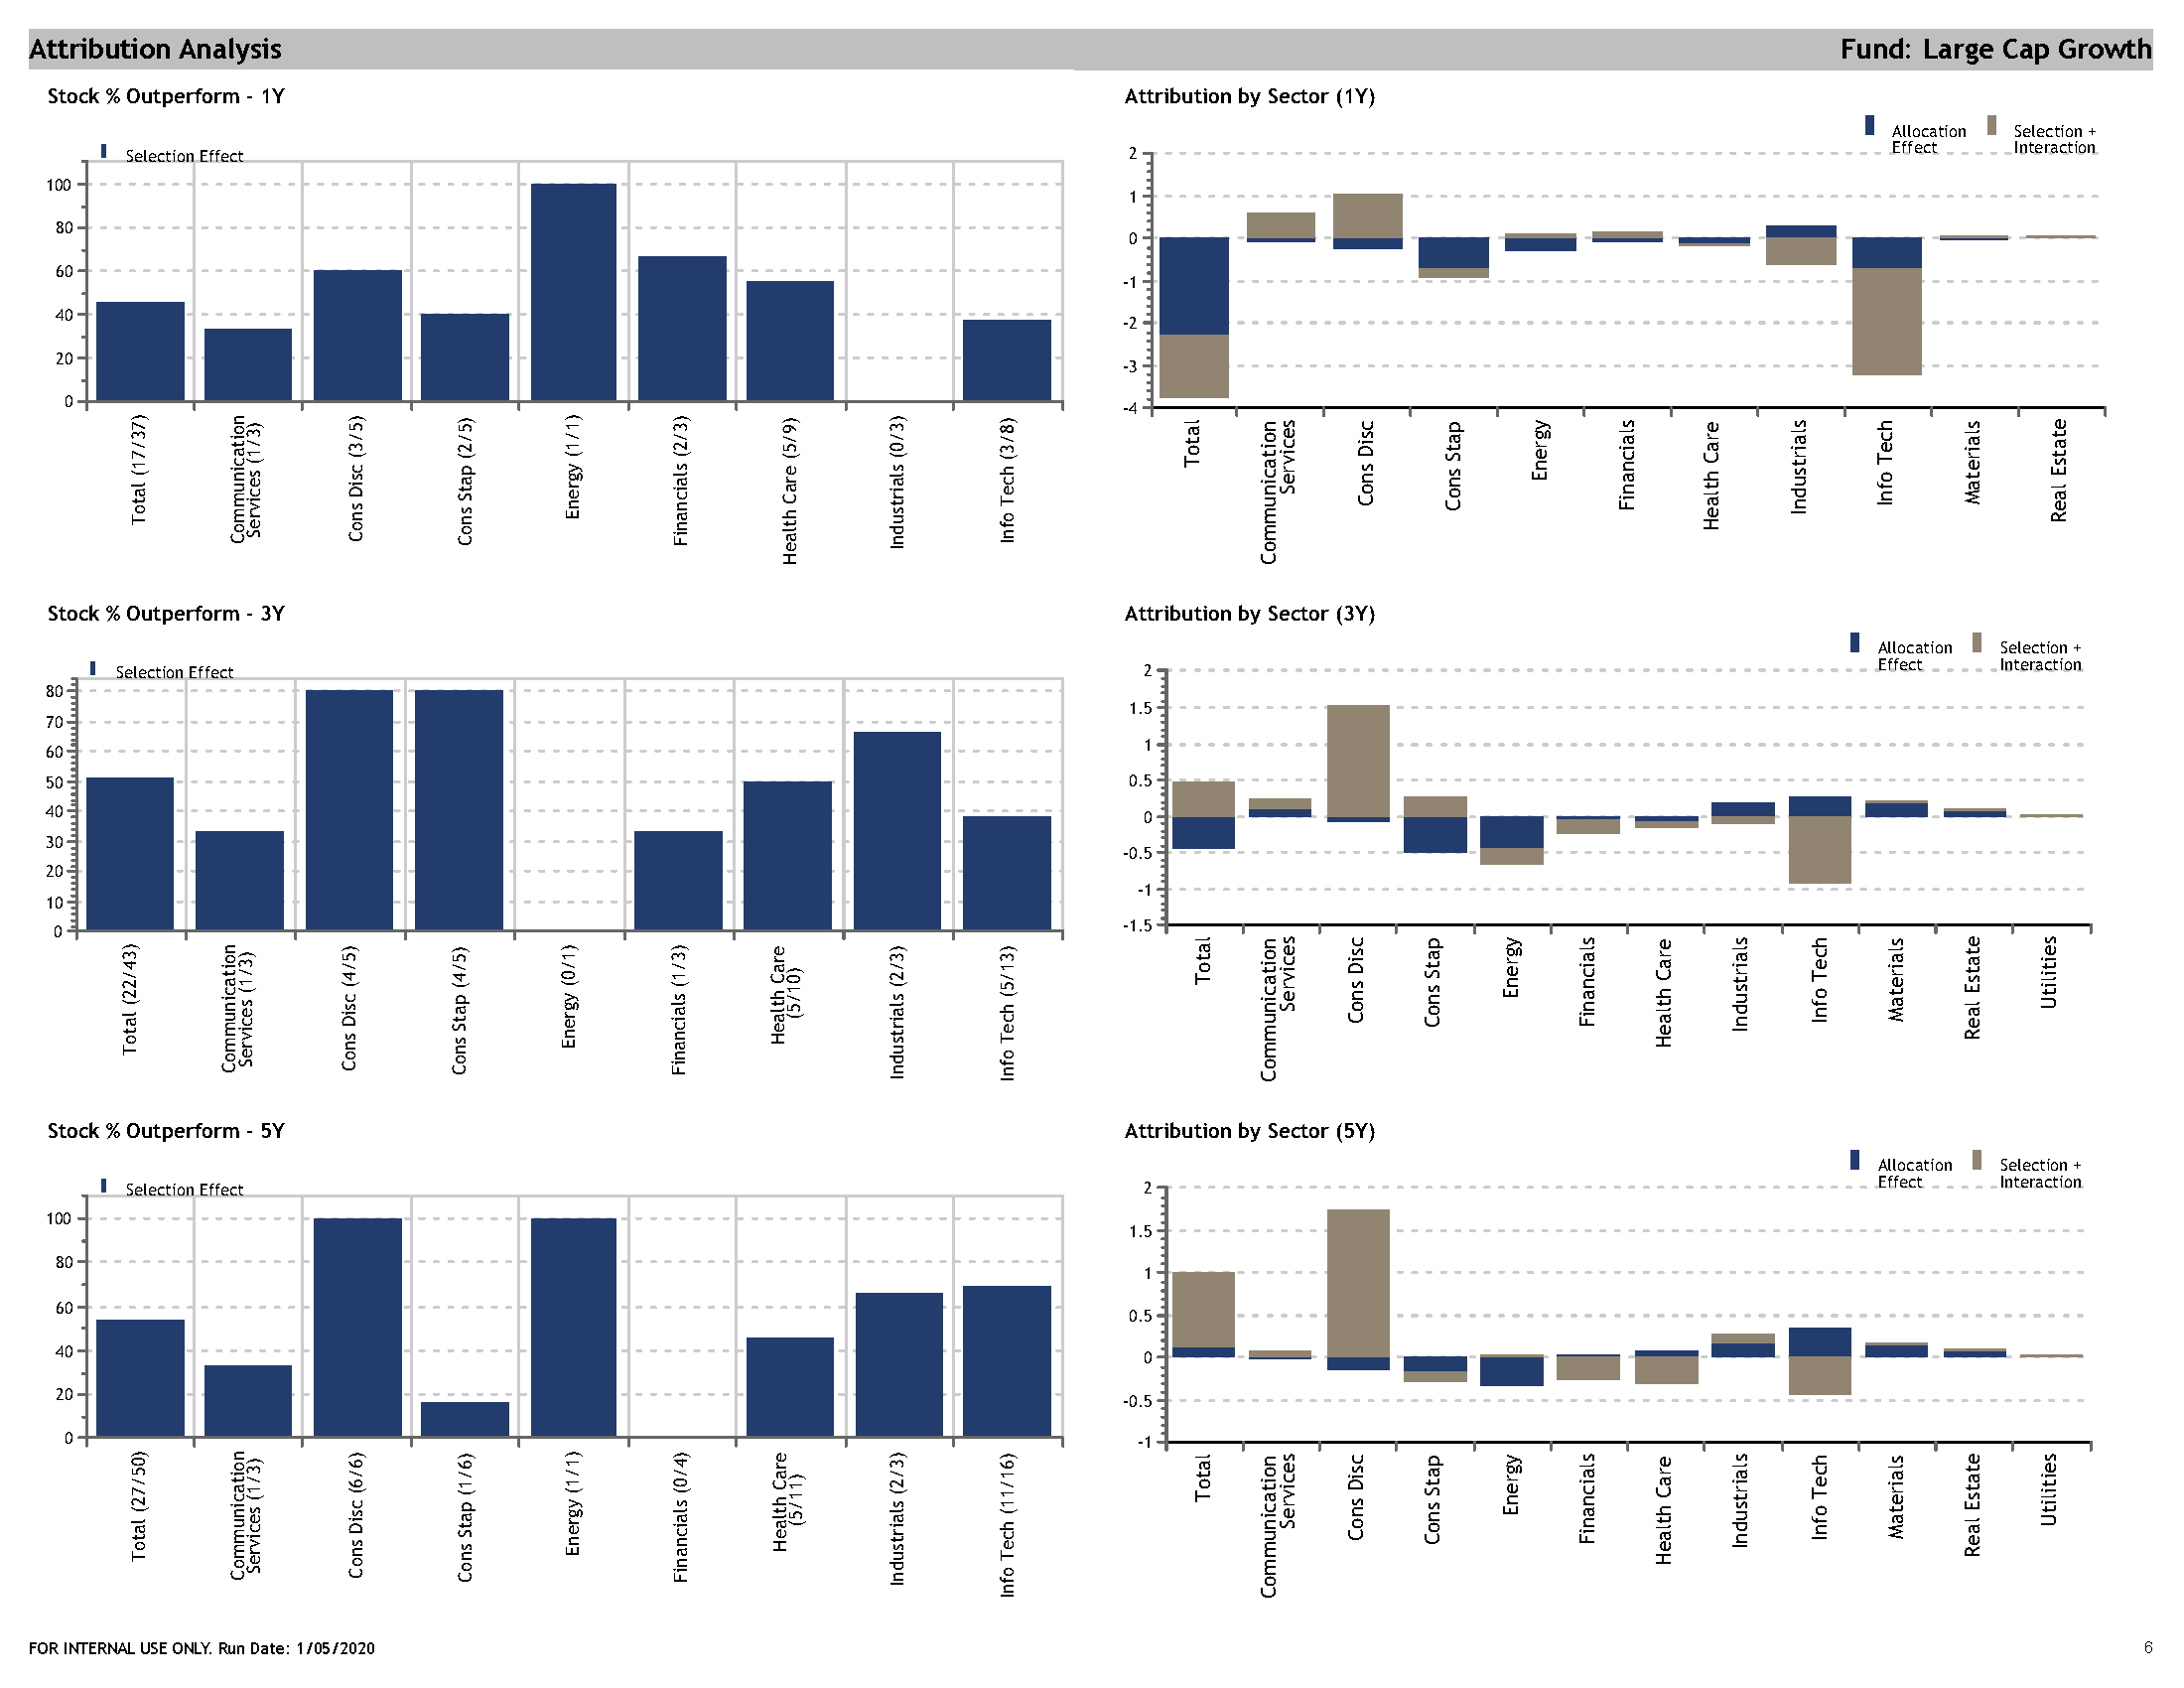 Attribution Analysis
Fund: Large Cap Growth
Stock % Outperform - 1Y
Selection Effect
100
80
60
40
20
0
Total (17/37)
Communication
Services (1/3)
Cons Disc (3/5)
Cons Stap (2/5)
Energy (1/1)
Financials (2/3)
Health Care (5/9)
Industrials (0/3)
Info Tech (3/8)
Attribution by Sector (1Y)
Allocation
Effect
Selection +
Interaction
2
1
0
-1
-2
-3
-4
Total
Communication
Services
Cons Disc
Cons Stap
Energy
Financials
Health Care
Industrials
Info Tech
Materials
Real Estate
Stock % Outperform - 3Y
Selection Effect
80
70
60
50
40
30
20
10
0
Total (22/43)
Communication
Services (1/3)
Cons Disc (4/5)
Cons Stap (4/5)
Energy (0/1)
Financials (1/3)
Health Care
(5/10)
Industrials (2/3)
Info Tech (5/13)
Attribution by Sector (3Y)
Allocation
Effect
Selection +
Interaction
2
1.5
1
0.5
0
-0.5
-1
-1.5
Total
Communication
Services
Cons Disc
Cons Stap
Energy
Financials
Health Care
Industrials
Info Tech
Materials
Real Estate
Utilities
Stock % Outperform - 5Y
Selection Effect
100
80
60
40
20
0
Total (27/50)
Communication
Services (1/3)
Cons Disc (6/6)
Cons Stap (1/6)
Energy (1/1)
Financials (0/4)
Health Care
(5/11)
Industrials (2/3)
Info Tech (11/16)
Attribution by Sector (5Y)
Allocation
Effect
Selection +
Interaction
2
1.5
1
0.5
0
-0.5
-1
Total
Communication
Services
Cons Disc
Cons Stap
Energy
Financials
Health Care
Industrials
Info Tech
Materials
Real Estate
Utilities
FOR INTERNAL USE ONLY. Run Date: 1/05/2020
6